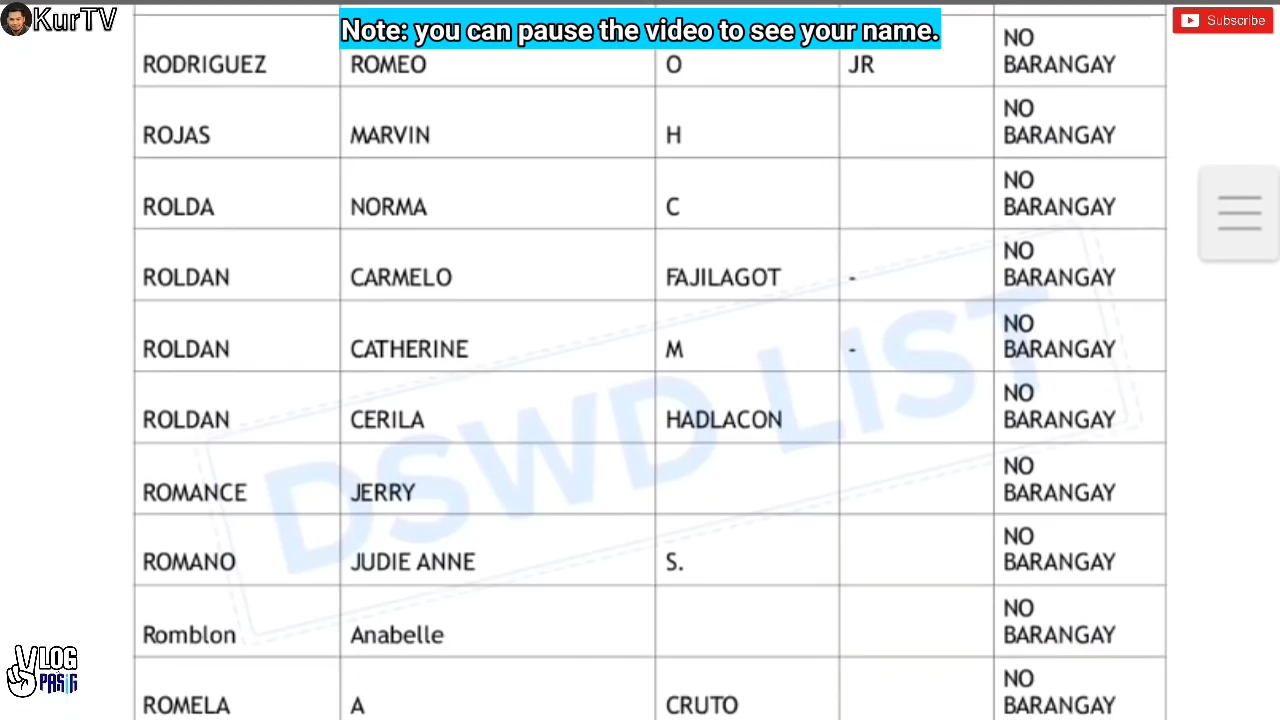 KurTV
Note: you can pause the video to see your name.
Subscribe
RODRIGUEZ ROMEO O JR NO BARANGAY
ROJAS MARVIN H NO BARANGAY
ROLDA NORMA C NO BARANGAY
ROLDAN CARMELO FAJILAGOT - NO BARANGAY
ROLDAN CATHERINE M - NO BARANGAY
ROLDAN CERILA HADLACON NO BARANGAY
ROMANCE JERRY NO BARANGAY
ROMANO JUDIE ANNE S. NO BARANGAY
Romblon Anabelle NO BARANGAY
ROMELA A CRUTO NO BARANGAY
DSWD LIST
VLOG
PASIG